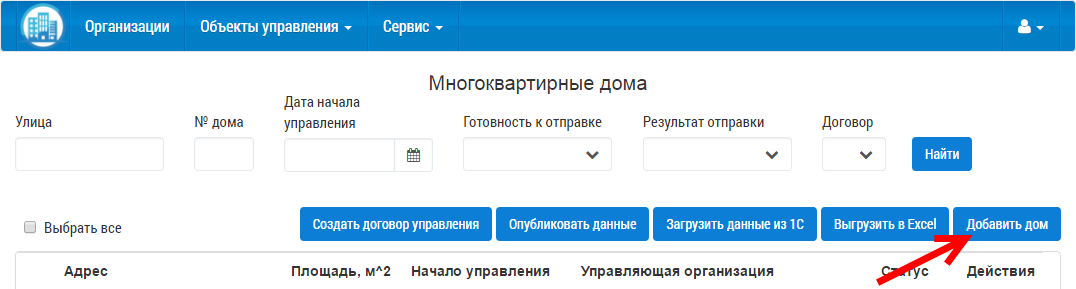 Организации Объекты управления Сервис
Многоквартирные дома
Улица № дома Дата начала управления Готовность к отправке Результат отправки Договор
Найти
Выбрать все Создать договор управления Опубликовать данные Загрузить данные из 1С Выгрузить в Excel Добавить дом
Адрес Площадь, м^2 Начало управления Управляющая организация Статус Действия